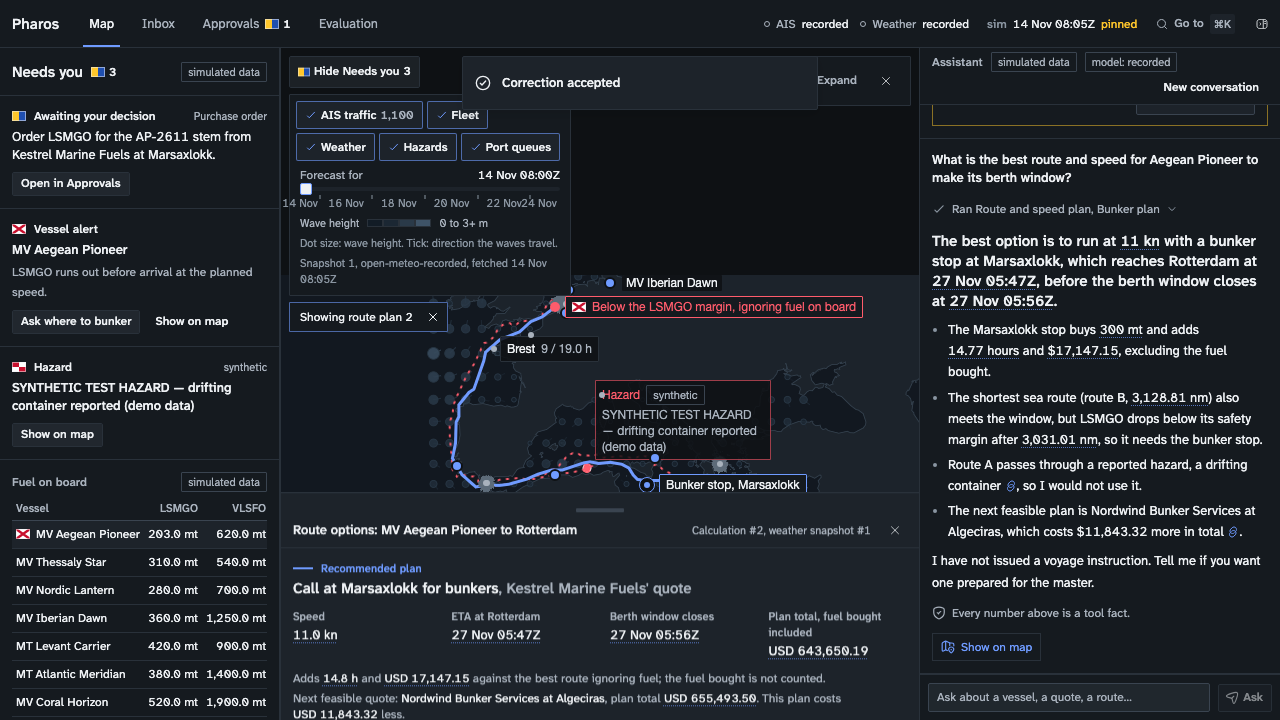 Pharos
Map
Inbox
Approvals 1
Evaluation
AIS recorded
Weather recorded
sim 14 Nov 08:05Z pinned
Go to ⌘K
Needs you 3
simulated data
Awaiting your decision
Purchase order
Order LSMGO for the AP-2611 stem from
Kestrel Marine Fuels at Marsaxlokk.
Open in Approvals
Vessel alert
MV Aegean Pioneer
LSMGO runs out before arrival at the planned
speed.
Ask where to bunker
Show on map
Hazard
synthetic
SYNTHETIC TEST HAZARD — drifting
container reported (demo data)
Show on map
Fuel on board
simulated data
Vessel LSMGO VLSFO
MV Aegean Pioneer 203.0 mt 620.0 mt
MV Thessaly Star 310.0 mt 540.0 mt
MV Nordic Lantern 280.0 mt 700.0 mt
MV Iberian Dawn 360.0 mt 1,250.0 mt
MT Levant Carrier 420.0 mt 900.0 mt
MT Atlantic Meridian 380.0 mt 1,400.0 mt
MV Coral Horizon 520.0 mt 1,900.0 mt
Hide Needs you 3
Correction accepted
Expand
AIS traffic 1,100
Fleet
Weather
Hazards
Port queues
Forecast for
14 Nov 08:00Z
14 Nov 16 Nov 18 Nov 20 Nov 22 Nov 24 Nov
Wave height 0 to 3+ m
Dot size: wave height. Tick: direction the waves travel.
Snapshot 1, open-meteo-recorded, fetched 14 Nov
08:05Z
Showing route plan 2
MV Iberian Dawn
Below the LSMGO margin, ignoring fuel on board
Brest 9 / 19.0 h
Hazard synthetic
SYNTHETIC TEST HAZARD
— drifting container reported
(demo data)
Bunker stop, Marsaxlokk
Route options: MV Aegean Pioneer to Rotterdam
Calculation #2, weather snapshot #1
Recommended plan
Call at Marsaxlokk for bunkers, Kestrel Marine Fuels' quote
Speed
11.0 kn
ETA at Rotterdam
27 Nov 05:47Z
Berth window closes
27 Nov 05:56Z
Plan total, fuel bought
included
USD 643,650.19
Adds 14.8 h and USD 17,147.15 against the best route ignoring fuel; the fuel bought is not counted.
Next feasible quote: Nordwind Bunker Services at Algeciras, plan total USD 655,493.50. This plan costs
USD 11,843.32 less.
Assistant
simulated data
model: recorded
New conversation
What is the best route and speed for Aegean Pioneer to
make its berth window?
Ran Route and speed plan, Bunker plan
The best option is to run at 11 kn with a bunker
stop at Marsaxlokk, which reaches Rotterdam at
27 Nov 05:47Z, before the berth window closes
at 27 Nov 05:56Z.
• The Marsaxlokk stop buys 300 mt and adds
14.77 hours and $17,147.15, excluding the fuel
bought.
• The shortest sea route (route B, 3,128.81 nm) also
meets the window, but LSMGO drops below its safety
margin after 3,031.01 nm, so it needs the bunker stop.
• Route A passes through a reported hazard, a drifting
container, so I would not use it.
• The next feasible plan is Nordwind Bunker Services at
Algeciras, which costs $11,843.32 more in total.
I have not issued a voyage instruction. Tell me if you want
one prepared for the master.
Every number above is a tool fact.
Show on map
Ask about a vessel, a quote, a route...
Ask